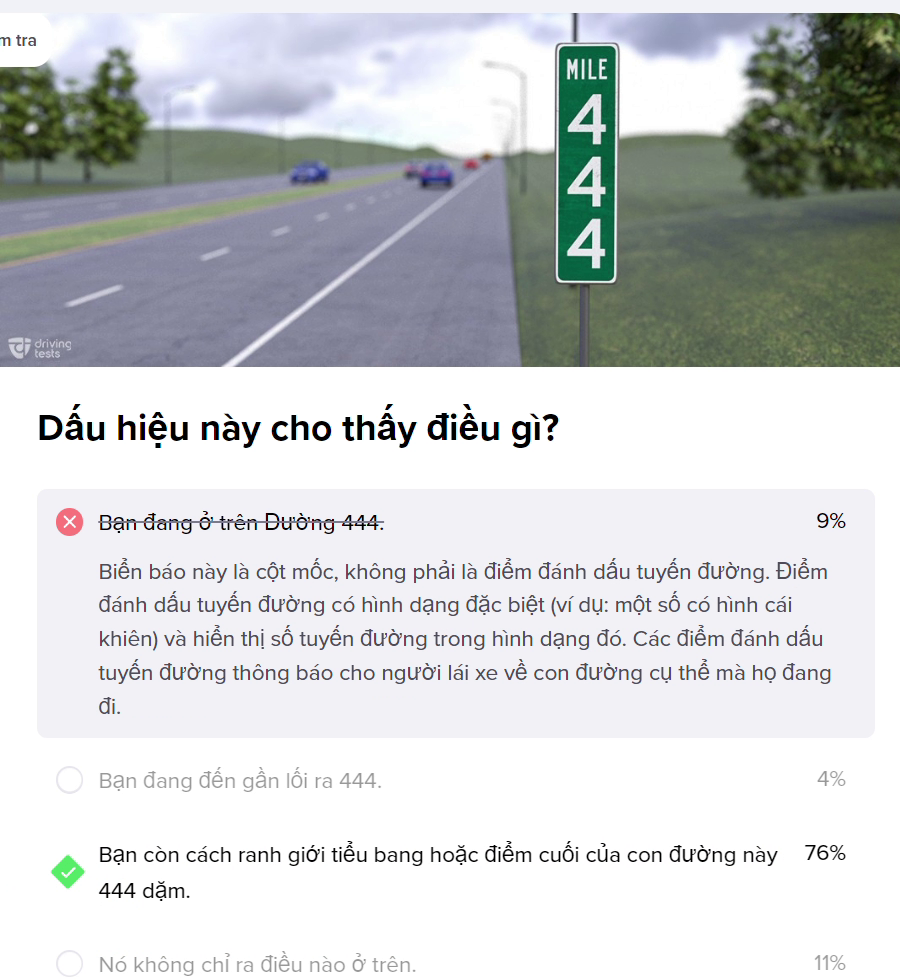 m tra
MILE
4
4
4
driving
tests
Dấu hiệu này cho thấy điều gì?
Bạn đang ở trên Đường 444.
9%
Biển báo này là cột mốc, không phải là điểm đánh dấu tuyến đường. Điểm
đánh dấu tuyến đường có hình dạng đặc biệt (ví dụ: một số có hình cái
khiên) và hiển thị số tuyến đường trong hình dạng đó. Các điểm đánh dấu
tuyến đường thông báo cho người lái xe về con đường cụ thể mà họ đang
đi.
Bạn đang đến gần lối ra 444.
4%
Bạn còn cách ranh giới tiểu bang hoặc điểm cuối của con đường này
76%
444 dặm.
Nó không chỉ ra điều nào ở trên.
11%